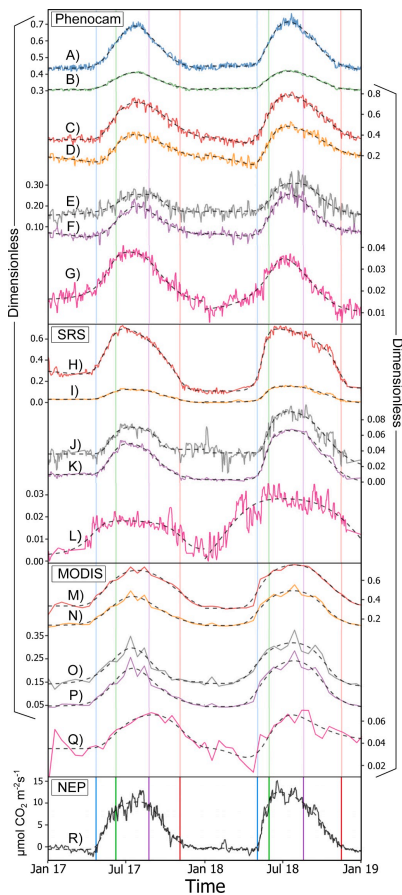 Phenocam
A)
0.7
0.6
0.5
0.4
B)
0.3
0.8
C)
0.6
0.4
D)
0.2
0.30
E)
0.20
F)
0.10
0.04
G)
0.03
0.02
0.01
Dimensionless
Dimensionless
SRS
0.6
H)
0.4
0.2
I)
0.0
0.08
J)
0.06
0.04
K)
0.02
0.00
0.03
0.02
0.01
L)
0.00
MODIS
M)
0.6
0.4
N)
0.2
0.35
O)
0.25
0.15
P)
0.05
0.06
Q)
0.04
0.02
NEP
15
10
5
R)
0
µmol CO2 m−2s−1
Jan 17 Jul 17 Jan 18 Jul 18 Jan 19
Time